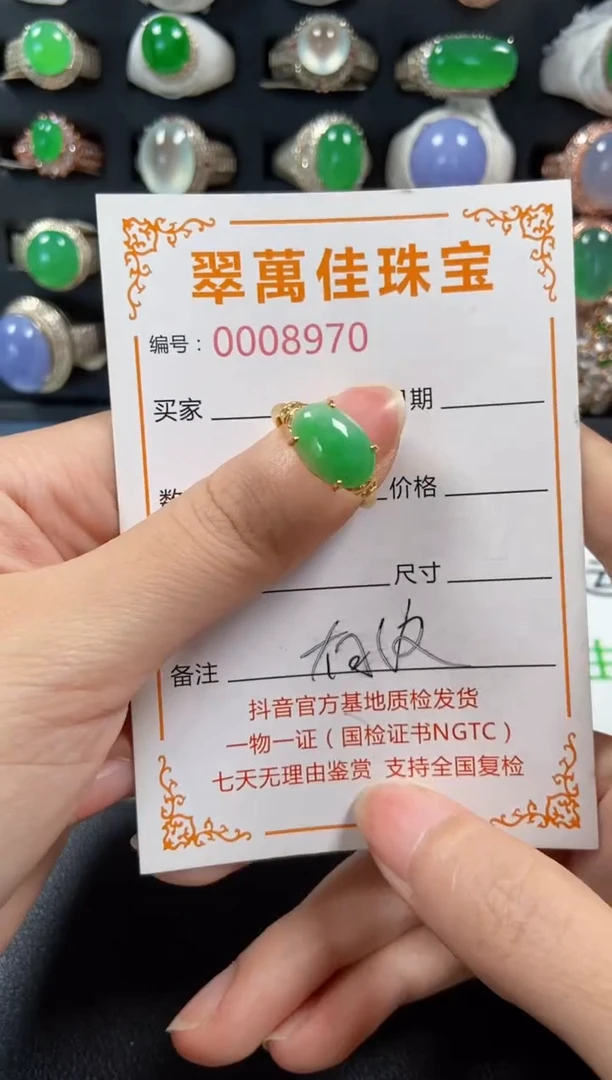 翠萬佳珠宝
编号：0008970
买家 期
数 价格
尺寸
备注
抖音官方基地质检发货
一物一证（国检证书NGTC）
七天无理由鉴赏 支持全国复检